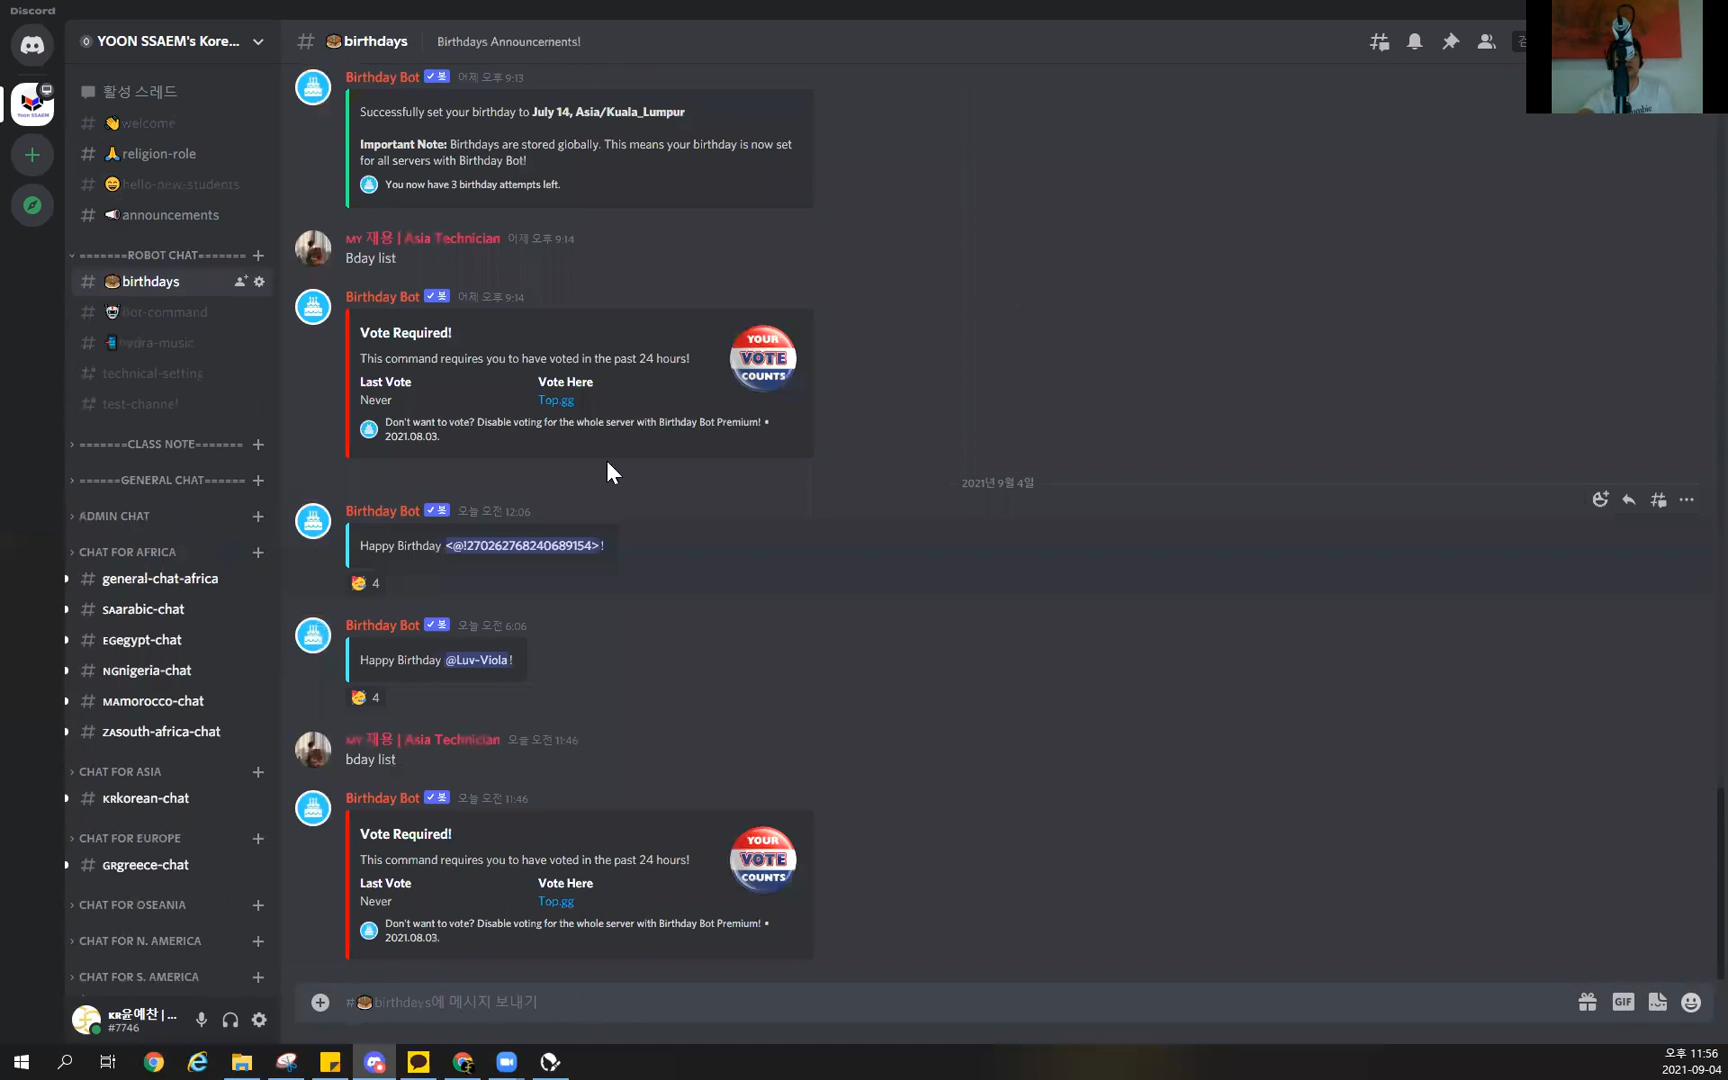 Discord
YOON SSAEM's Kore...
birthdays
Birthdays Announcements!
활성 스레드
welcome
religion-role
hello-new-students
announcements
=======ROBOT CHAT=======
birthdays
Bot-command
hydra-music
technical-setting
test-channel
=======CLASS NOTE=======
======GENERAL CHAT======
ADMIN CHAT
CHAT FOR AFRICA
general-chat-africa
SAarabic-chat
EGegypt-chat
NGnigeria-chat
MAmorocco-chat
ZAsouth-africa-chat
CHAT FOR ASIA
KRkorean-chat
CHAT FOR EUROPE
GRgreece-chat
CHAT FOR OSEANIA
CHAT FOR N. AMERICA
CHAT FOR S. AMERICA
KR윤예찬 | ...
#7746
Birthday Bot 봇 어제 오후 9:13
Successfully set your birthday to July 14, Asia/Kuala_Lumpur
Important Note: Birthdays are stored globally. This means your birthday is now set
for all servers with Birthday Bot!
You now have 3 birthday attempts left.
MY 재용 | Asia Technician 어제 오후 9:14
Bday list
Birthday Bot 봇 어제 오후 9:14
Vote Required!
This command requires you to have voted in the past 24 hours!
Last Vote Vote Here
Never Top.gg
Don't want to vote? Disable voting for the whole server with Birthday Bot Premium! •
2021.08.03.
YOUR
VOTE
COUNTS
2021년 9월 4일
Birthday Bot 봇 오늘 오전 12:06
Happy Birthday <@!270262768240689154>!
4
Birthday Bot 봇 오늘 오전 6:06
Happy Birthday @Luv-Viola!
4
MY 재용 | Asia Technician 오늘 오전 11:46
bday list
Birthday Bot 봇 오늘 오전 11:46
Vote Required!
This command requires you to have voted in the past 24 hours!
Last Vote Vote Here
Never Top.gg
Don't want to vote? Disable voting for the whole server with Birthday Bot Premium! •
2021.08.03.
YOUR
VOTE
COUNTS
#birthdays에 메시지 보내기
GIF
오후 11:56
2021-09-04